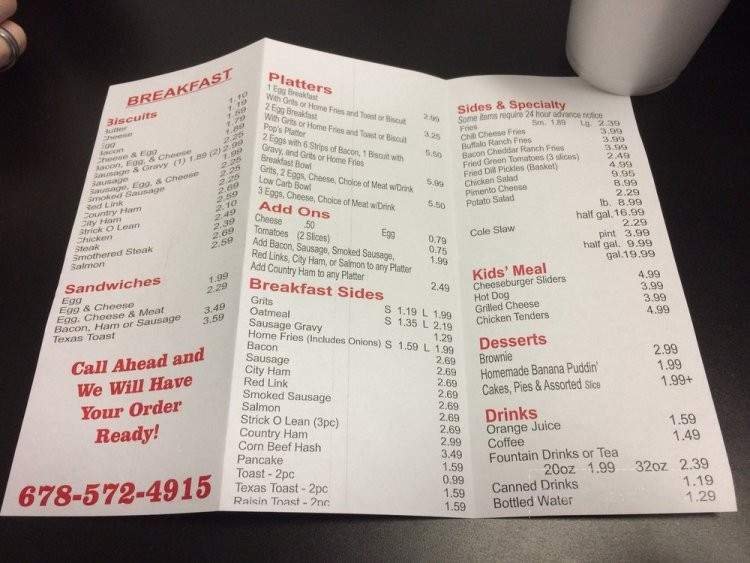 BREAKFAST
Biscuits
Butter 1.10
Cheese 1.19
Egg 1.59
Bacon 1.79
Cheese & Egg 1.89
Bacon, Egg, & Cheese 2.25
Sausage & Gravy (1) 1.89 (2) 2.99
Sausage 1.99
Sausage, Egg, & Cheese 2.25
Smoked Sausage 2.25
Red Link 2.25
Country Ham 2.69
City Ham 2.59
Strick O Lean 2.10
Chicken 2.49
Steak 2.39
Smothered Steak 2.69
Salmon 2.59
Sandwiches
Egg 1.99
Egg & Cheese 2.29
Egg, Cheese & Meat
Bacon, Ham or Sausage 3.49
Texas Toast 3.59
Call Ahead and
We Will Have
Your Order
Ready!
678-572-4915
Platters
1 Egg Breakfast
With Grits or Home Fries and Toast or Biscuit 2.99
2 Egg Breakfast
With Grits or Home Fries and Toast or Biscuit 3.25
Pop's Platter
2 Eggs with 6 Strips of Bacon, 1 Biscuit with 5.50
Gravy, and Grits or Home Fries
Breakfast Bowl
Grits, 2 Eggs, Cheese, Choice of Meat w/Drink 5.99
Low Carb Bowl
3 Eggs, Cheese, Choice of Meat w/Drink 5.50
Add Ons
Cheese .50 Egg 0.79
Tomatoes (2 Slices) 0.75
Add Bacon, Sausage, Smoked Sausage, 1.99
Red Links, City Ham, or Salmon to any Platter
Add Country Ham to any Platter 2.49
Breakfast Sides
Grits S 1.19 L 1.99
Oatmeal S 1.35 L 2.19
Sausage Gravy 1.29
Home Fries (Includes Onions) S 1.59 L 1.99
Bacon 2.69
Sausage 2.69
City Ham 2.69
Red Link 2.69
Smoked Sausage 2.69
Salmon 2.69
Strick O Lean (3pc) 2.69
Country Ham 2.99
Corn Beef Hash 3.49
Pancake 1.59
Toast - 2pc 0.99
Texas Toast - 2pc 1.59
Raisin Toast - 2pc 1.59
Sides & Specialty
Some items require 24 hour advance notice
Fries Sm. 1.89 Lg. 2.39
Chili Cheese Fries 3.99
Buffalo Ranch Fries 3.99
Bacon Cheddar Ranch Fries 3.99
Fried Green Tomatoes (3 slices) 2.49
Fried Dill Pickles (Basket) 4.99
Chicken Salad 9.95
Pimento Cheese 8.99
Potato Salad 2.29
lb. 8.99
half gal. 16.99
Cole Slaw 2.29
pint 3.99
half gal. 9.99
gal. 19.99
Kids' Meal
Cheeseburger Sliders 4.99
Hot Dog 3.99
Grilled Cheese 3.99
Chicken Tenders 4.99
Desserts
Brownie 2.99
Homemade Banana Puddin' 1.99
Cakes, Pies & Assorted Slice 1.99+
Drinks
Orange Juice 1.59
Coffee 1.49
Fountain Drinks or Tea
20oz 1.99 32oz 2.39
Canned Drinks 1.19
Bottled Water 1.29